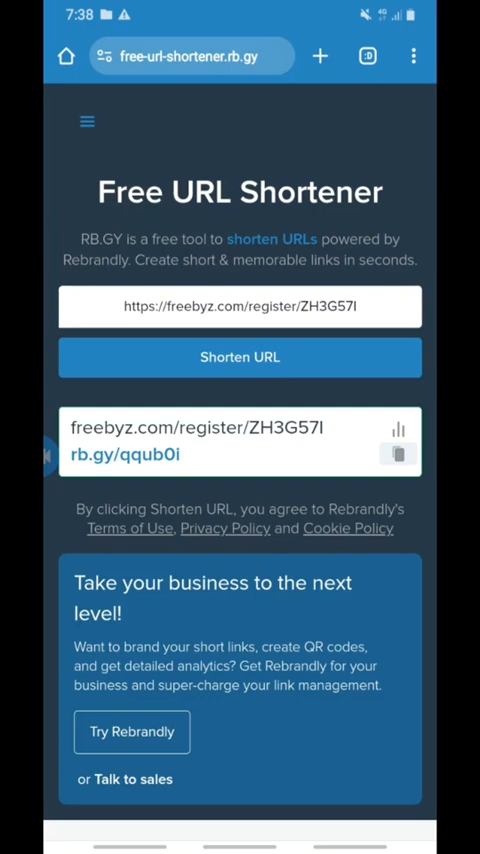 7:38
4G
free-url-shortener.rb.gy
:D
Free URL Shortener
RB.GY is a free tool to shorten URLs powered by
Rebrandly. Create short & memorable links in seconds.
https://freebyz.com/register/ZH3G57I
Shorten URL
freebyz.com/register/ZH3G57I
rb.gy/qqub0i
By clicking Shorten URL, you agree to Rebrandly's
Terms of Use, Privacy Policy and Cookie Policy
Take your business to the next
level!
Want to brand your short links, create QR codes,
and get detailed analytics? Get Rebrandly for your
business and super-charge your link management.
Try Rebrandly
or Talk to sales